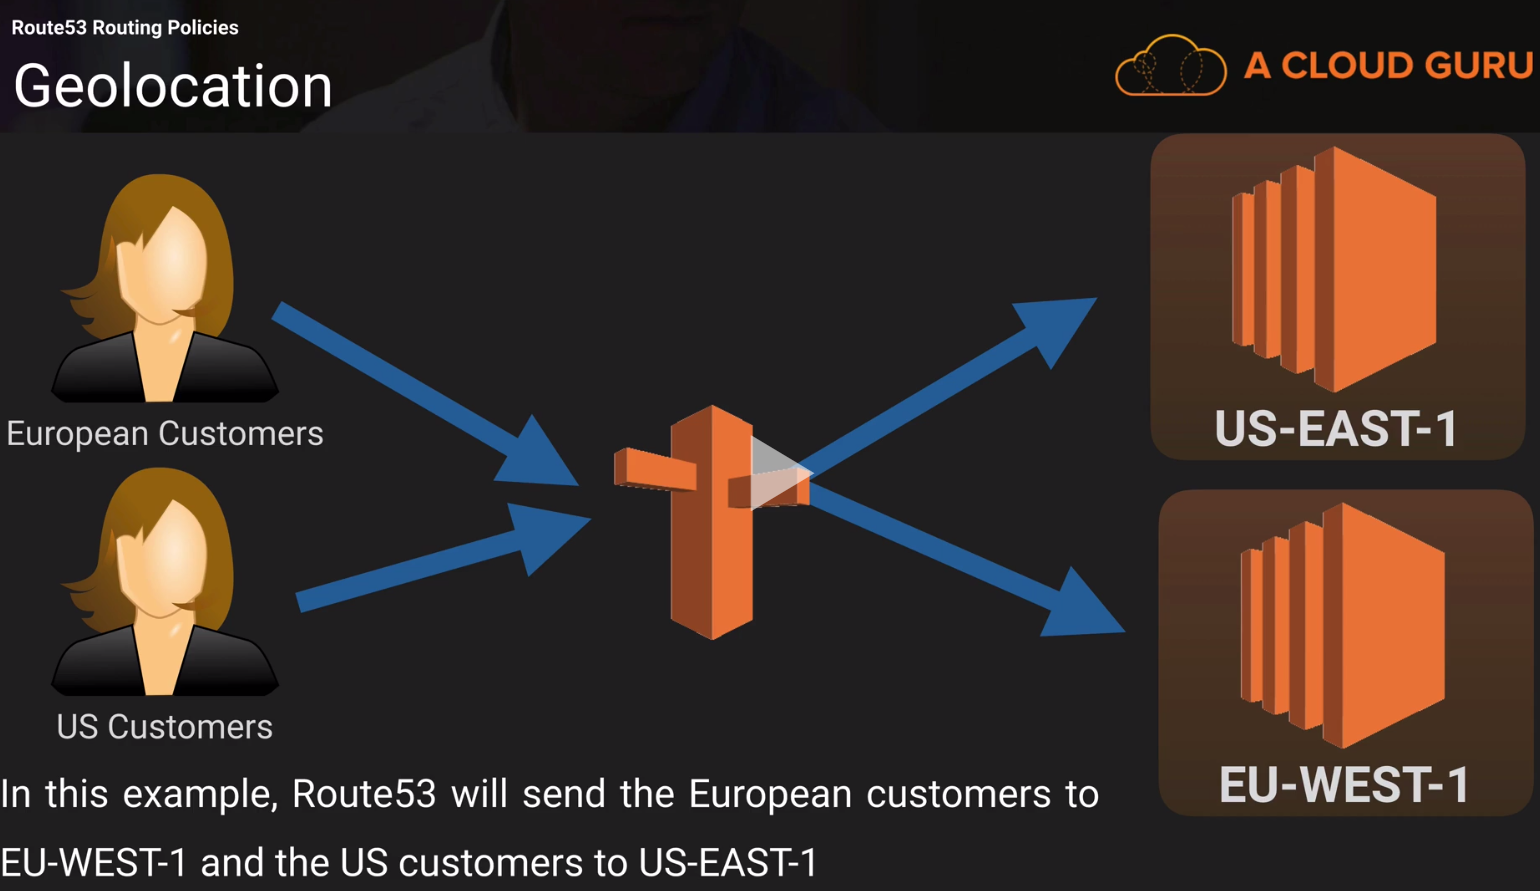 Route53 Routing Policies
Geolocation
A CLOUD GURU
US-EAST-1
European Customers
US Customers
EU-WEST-1
In this example, Route53 will send the European customers to
EU-WEST-1 and the US customers to US-EAST-1